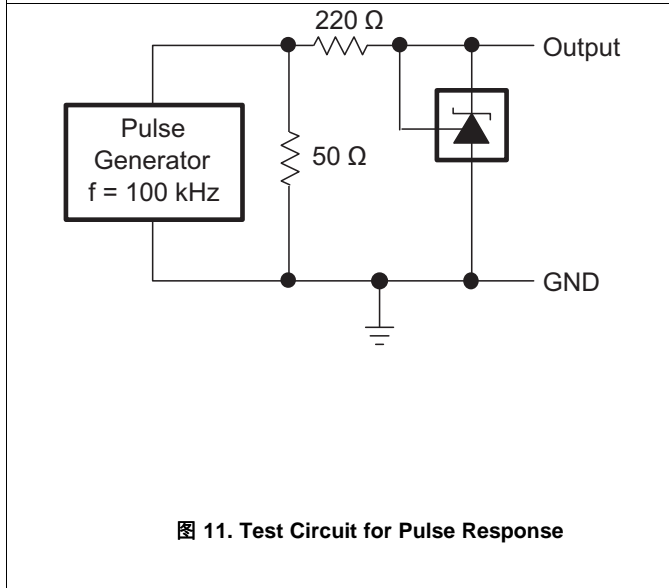 220 Ω
Output
Pulse
Generator
f = 100 kHz
50 Ω
GND
图 11. Test Circuit for Pulse Response